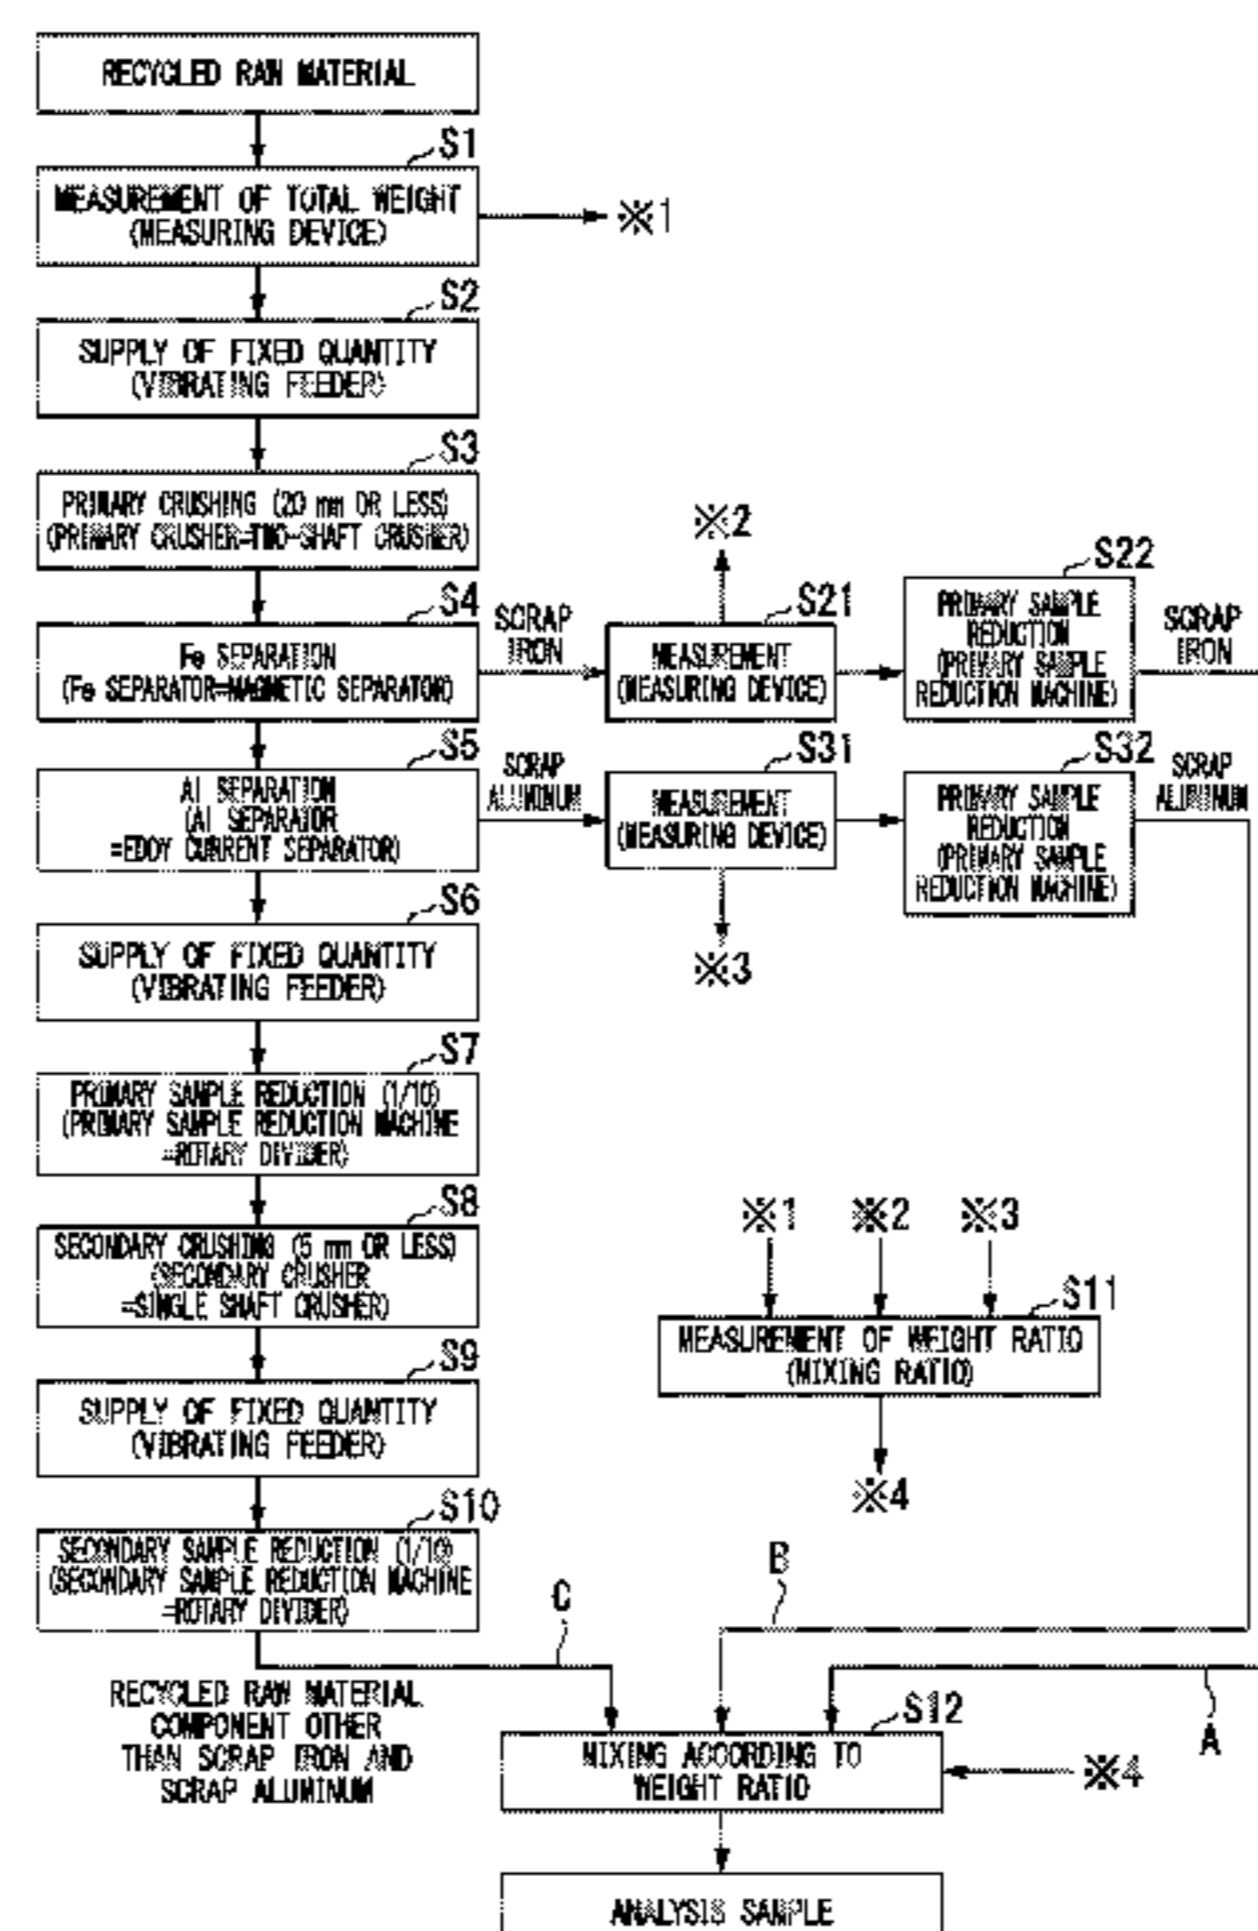 RECYCLED RAW MATERIAL
S1
MEASUREMENT OF TOTAL WEIGHT
(MEASURING DEVICE)
※1
S2
SUPPLY OF FIXED QUANTITY
(VIBRATING FEEDER)
S3
PRIMARY CRUSHING (20 mm OR LESS)
(PRIMARY CRUSHER=TWO-SHAFT CRUSHER)
※2
S4
Fe SEPARATION
(Fe SEPARATOR=MAGNETIC SEPARATOR)
SCRAP
IRON
S21
MEASUREMENT
(MEASURING DEVICE)
S22
PRIMARY SAMPLE
REDUCTION
(PRIMARY SAMPLE
REDUCTION MACHINE)
SCRAP
IRON
S5
Al SEPARATION
(Al SEPARATOR
=EDDY CURRENT SEPARATOR)
SCRAP
ALUMINUM
S31
MEASUREMENT
(MEASURING DEVICE)
S32
PRIMARY SAMPLE
REDUCTION
(PRIMARY SAMPLE
REDUCTION MACHINE)
SCRAP
ALUMINUM
※3
S6
SUPPLY OF FIXED QUANTITY
(VIBRATING FEEDER)
S7
PRIMARY SAMPLE REDUCTION (1/10)
(PRIMARY SAMPLE REDUCTION MACHINE
=ROTARY DIVIDER)
S8
SECONDARY CRUSHING (5 mm OR LESS)
(SECONDARY CRUSHER
=SINGLE SHAFT CRUSHER)
※1 ※2 ※3
S11
MEASUREMENT OF WEIGHT RATIO
(MIXING RATIO)
※4
S9
SUPPLY OF FIXED QUANTITY
(VIBRATING FEEDER)
S10
SECONDARY SAMPLE REDUCTION (1/10)
(SECONDARY SAMPLE REDUCTION MACHINE
=ROTARY DIVIDER)
C
B
A
RECYCLED RAW MATERIAL
COMPONENT OTHER
THAN SCRAP IRON AND
SCRAP ALUMINUM
S12
MIXING ACCORDING TO
WEIGHT RATIO
※4
ANALYSIS SAMPLE